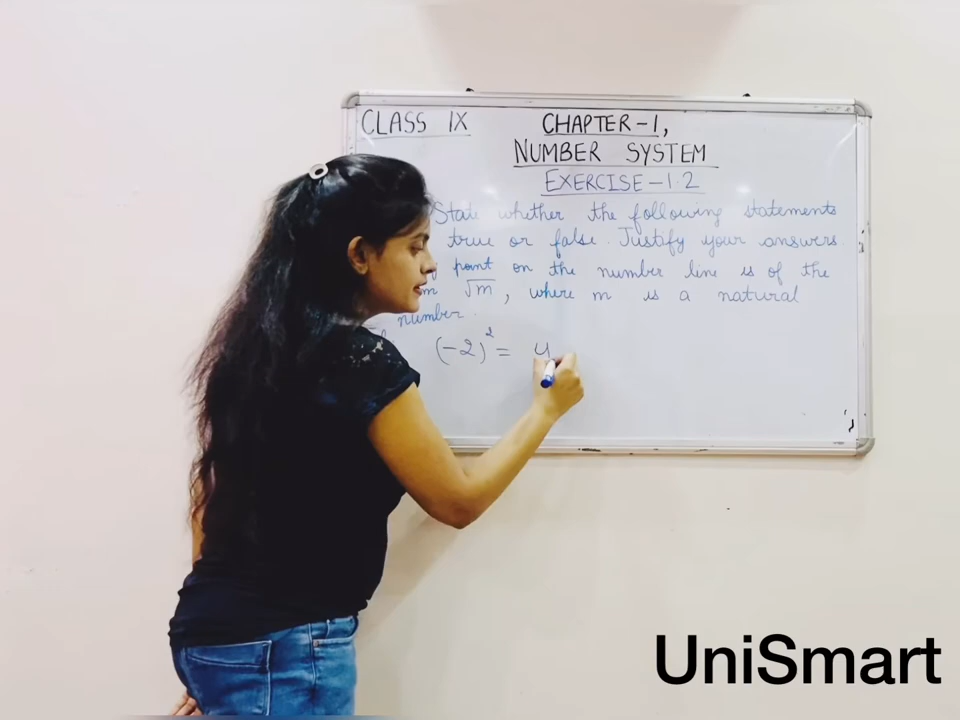 CLASS IX
CHAPTER-1,
NUMBER SYSTEM
EXERCISE-1.2
State whether the following statements
true or false. Justify your answers.
point on the number line is of the
√m, where m is a natural
number.
(-2)² = 4
UniSmart